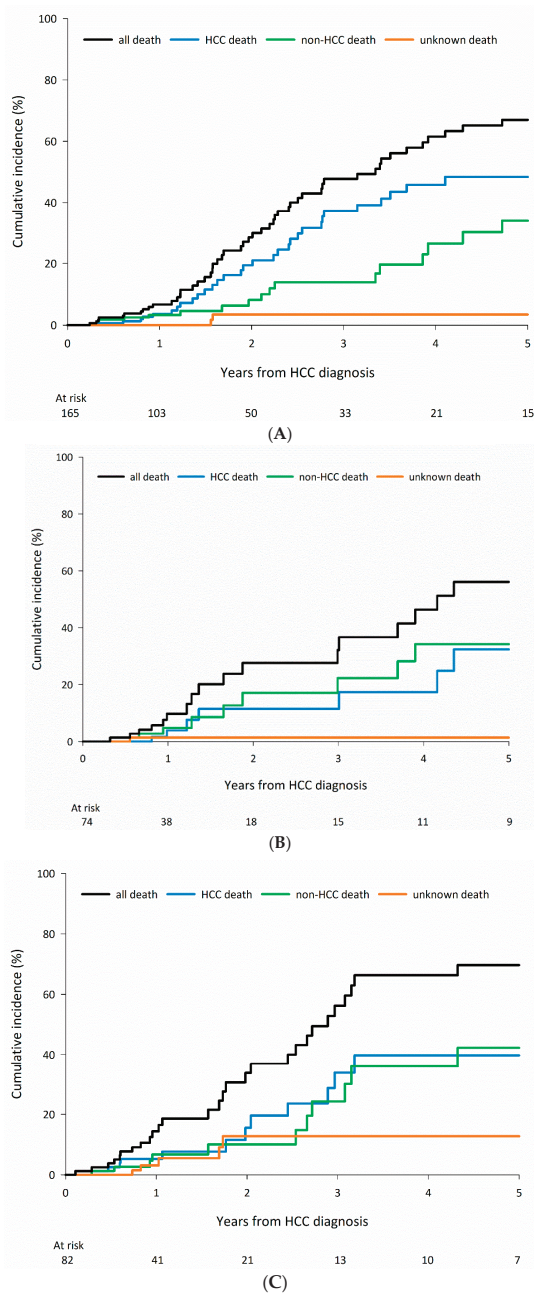 100
all death HCC death non-HCC death unknown death
80
60
40
20
0
Cumulative incidence (%)
0 1 2 3 4 5
Years from HCC diagnosis
At risk
165 103 50 33 21 15
(A)
100
all death HCC death non-HCC death unknown death
80
60
40
20
0
Cumulative incidence (%)
0 1 2 3 4 5
Years from HCC diagnosis
At risk
74 38 18 15 11 9
(B)
100
all death HCC death non-HCC death unknown death
80
60
40
20
0
Cumulative incidence (%)
0 1 2 3 4 5
Years from HCC diagnosis
At risk
82 41 21 13 10 7
(C)